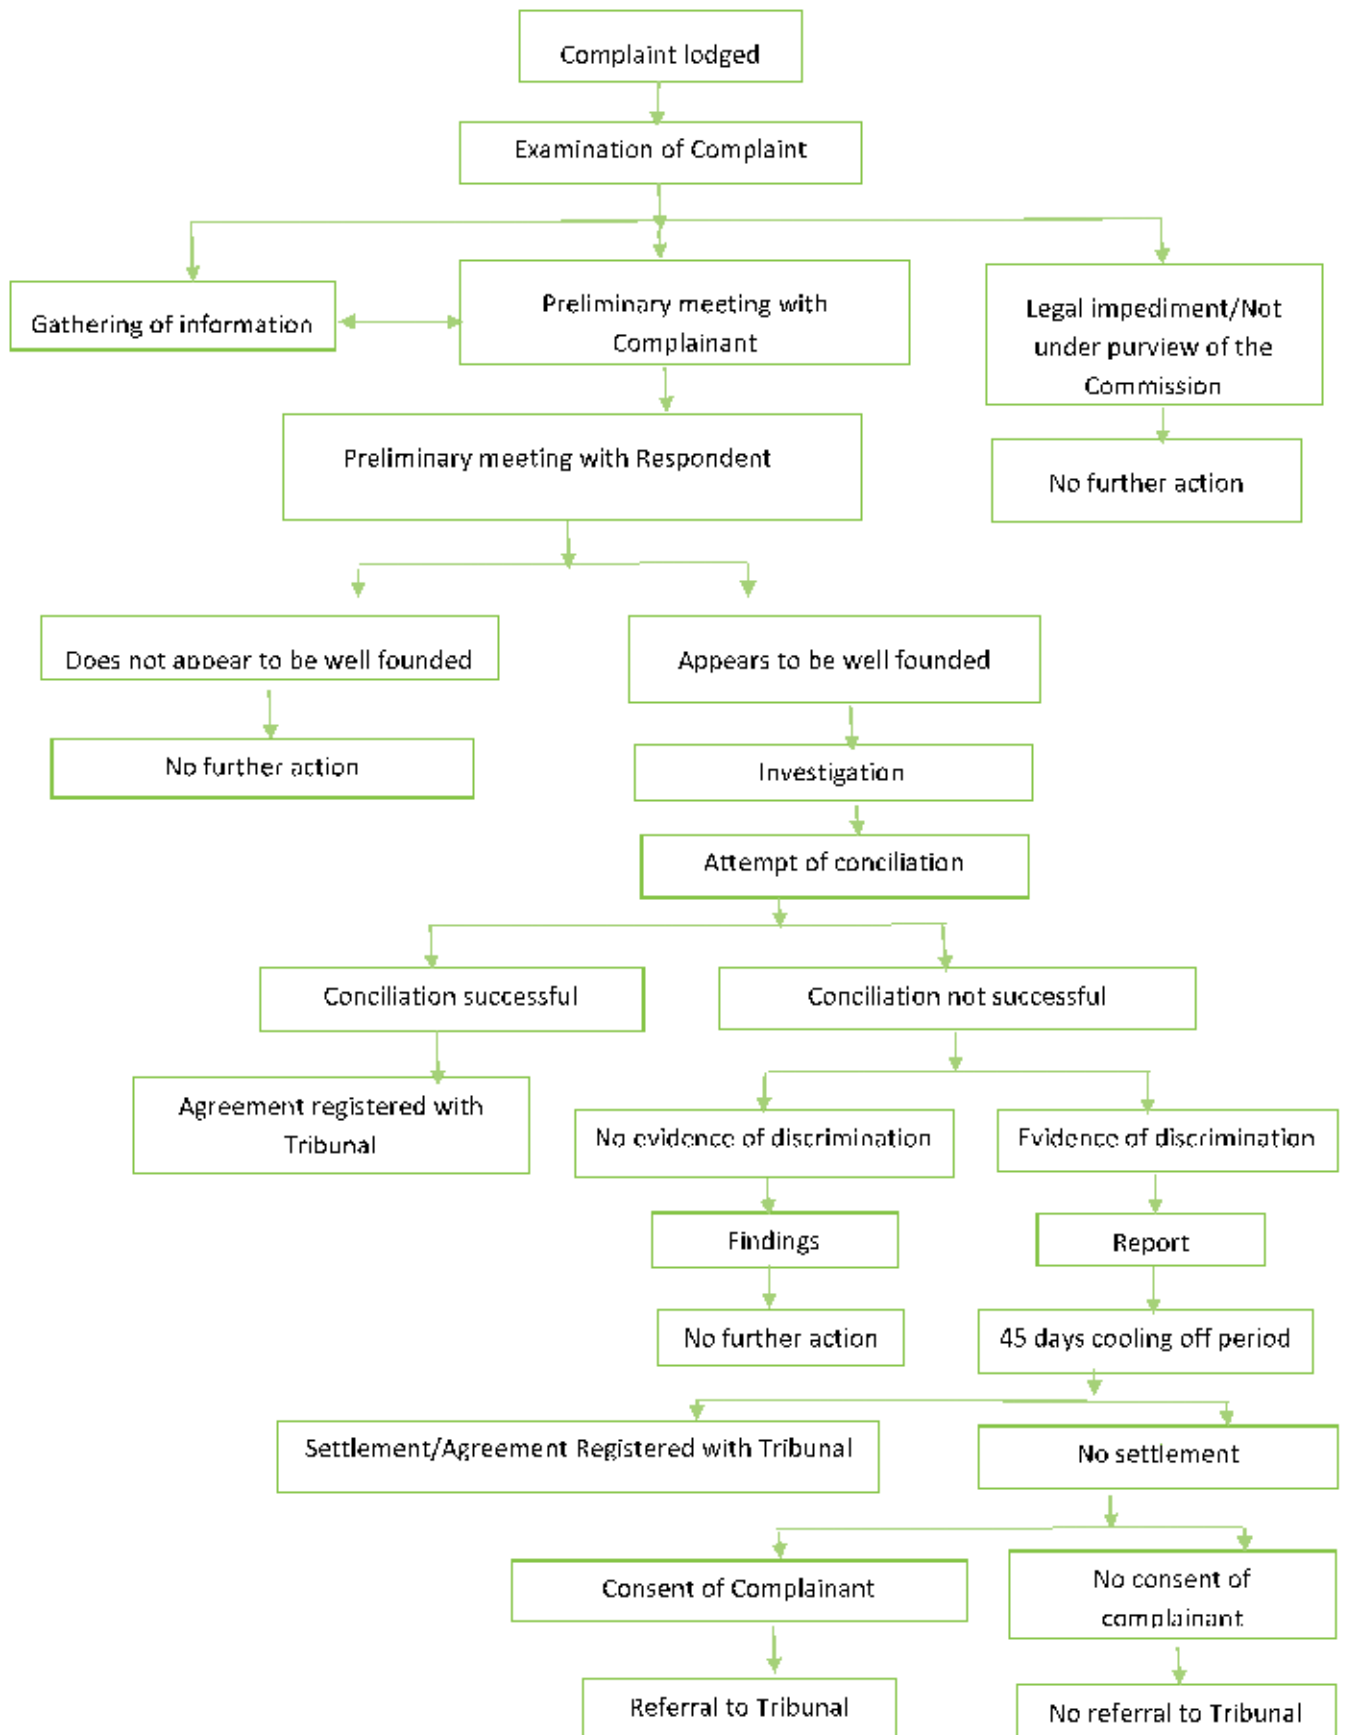 Complaint lodged
Examination of Complaint
Gathering of information
Preliminary meeting with
Complainant
Legal impediment/Not
under purview of the
Commission
Preliminary meeting with Respondent
No further action
Does not appear to be well founded
Appears to be well founded
No further action
Investigation
Attempt of conciliation
Conciliation successful
Conciliation not successful
Agreement registered with
Tribunal
No evidence of discrimination
Evidence of discrimination
Findings
Report
No further action
45 days cooling off period
Settlement/Agreement Registered with Tribunal
No settlement
Consent of Complainant
No consent of
complainant
Referral to Tribunal
No referral to Tribunal